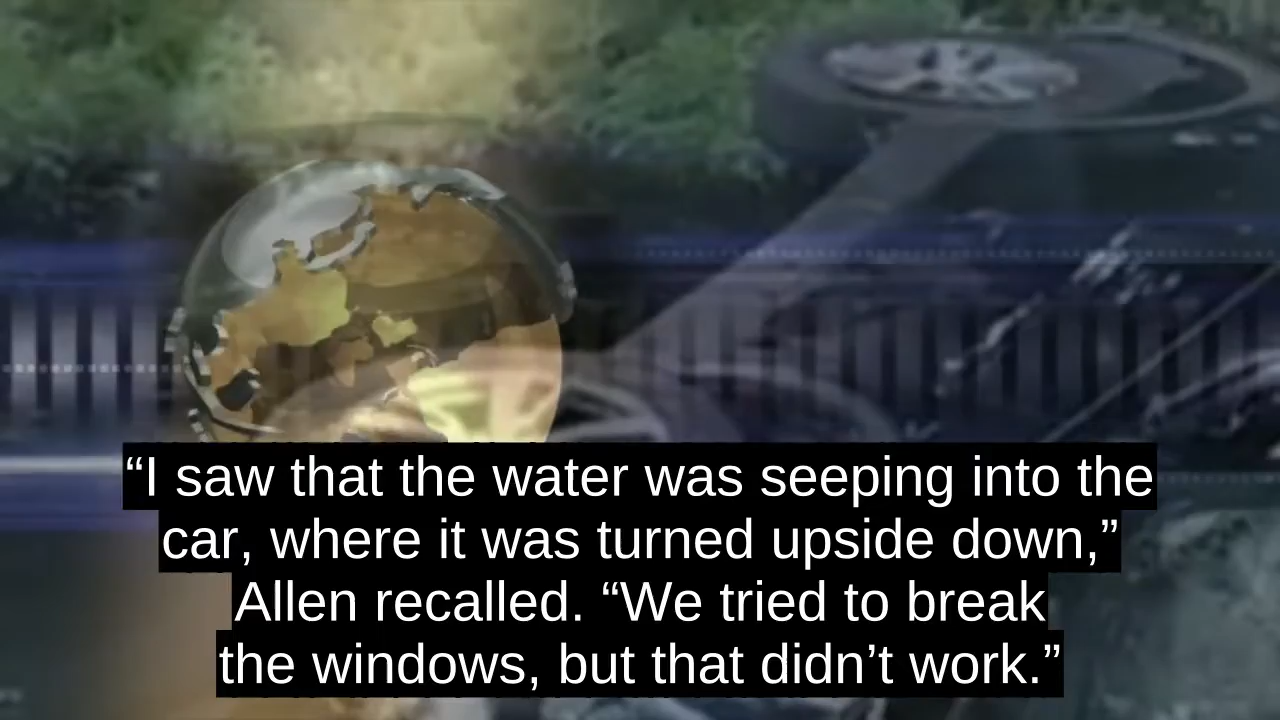 “I saw that the water was seeping into the
car, where it was turned upside down,”
Allen recalled. “We tried to break
the windows, but that didn’t work.”